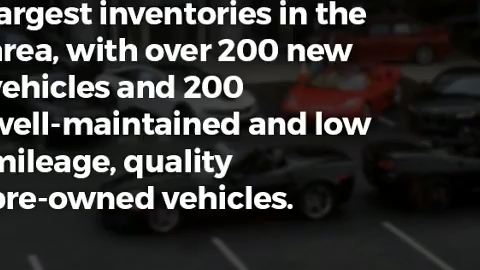 largest inventories in the
area, with over 200 new
vehicles and 200
well-maintained and low
mileage, quality
pre-owned vehicles.